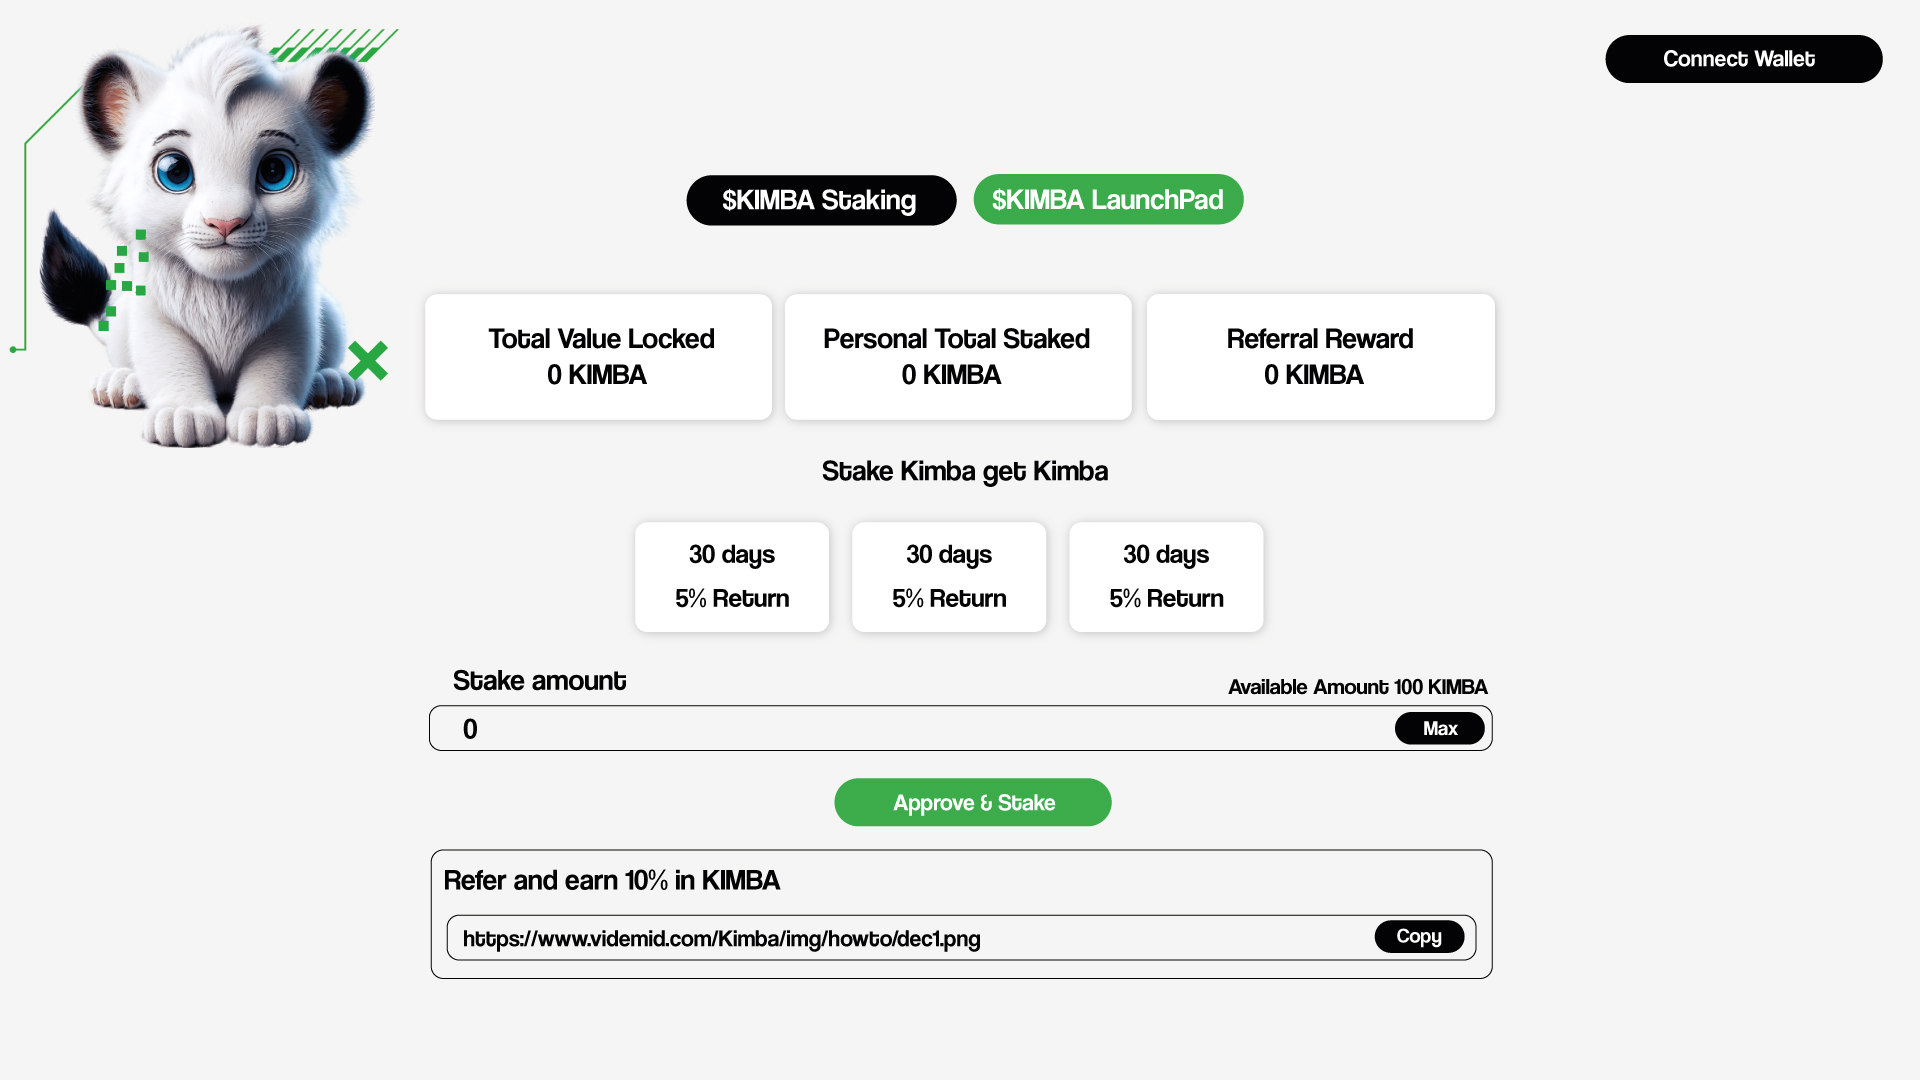 Connect Wallet
$KIMBA Staking
$KIMBA LaunchPad
Total Value Locked
0 KIMBA
Personal Total Staked
0 KIMBA
Referral Reward
0 KIMBA
Stake Kimba get Kimba
30 days
5% Return
30 days
5% Return
30 days
5% Return
Stake amount
Available Amount 100 KIMBA
0
Max
Approve & Stake
Refer and earn 10% in KIMBA
https://www.videmid.com/Kimba/img/howto/dec1.png
Copy